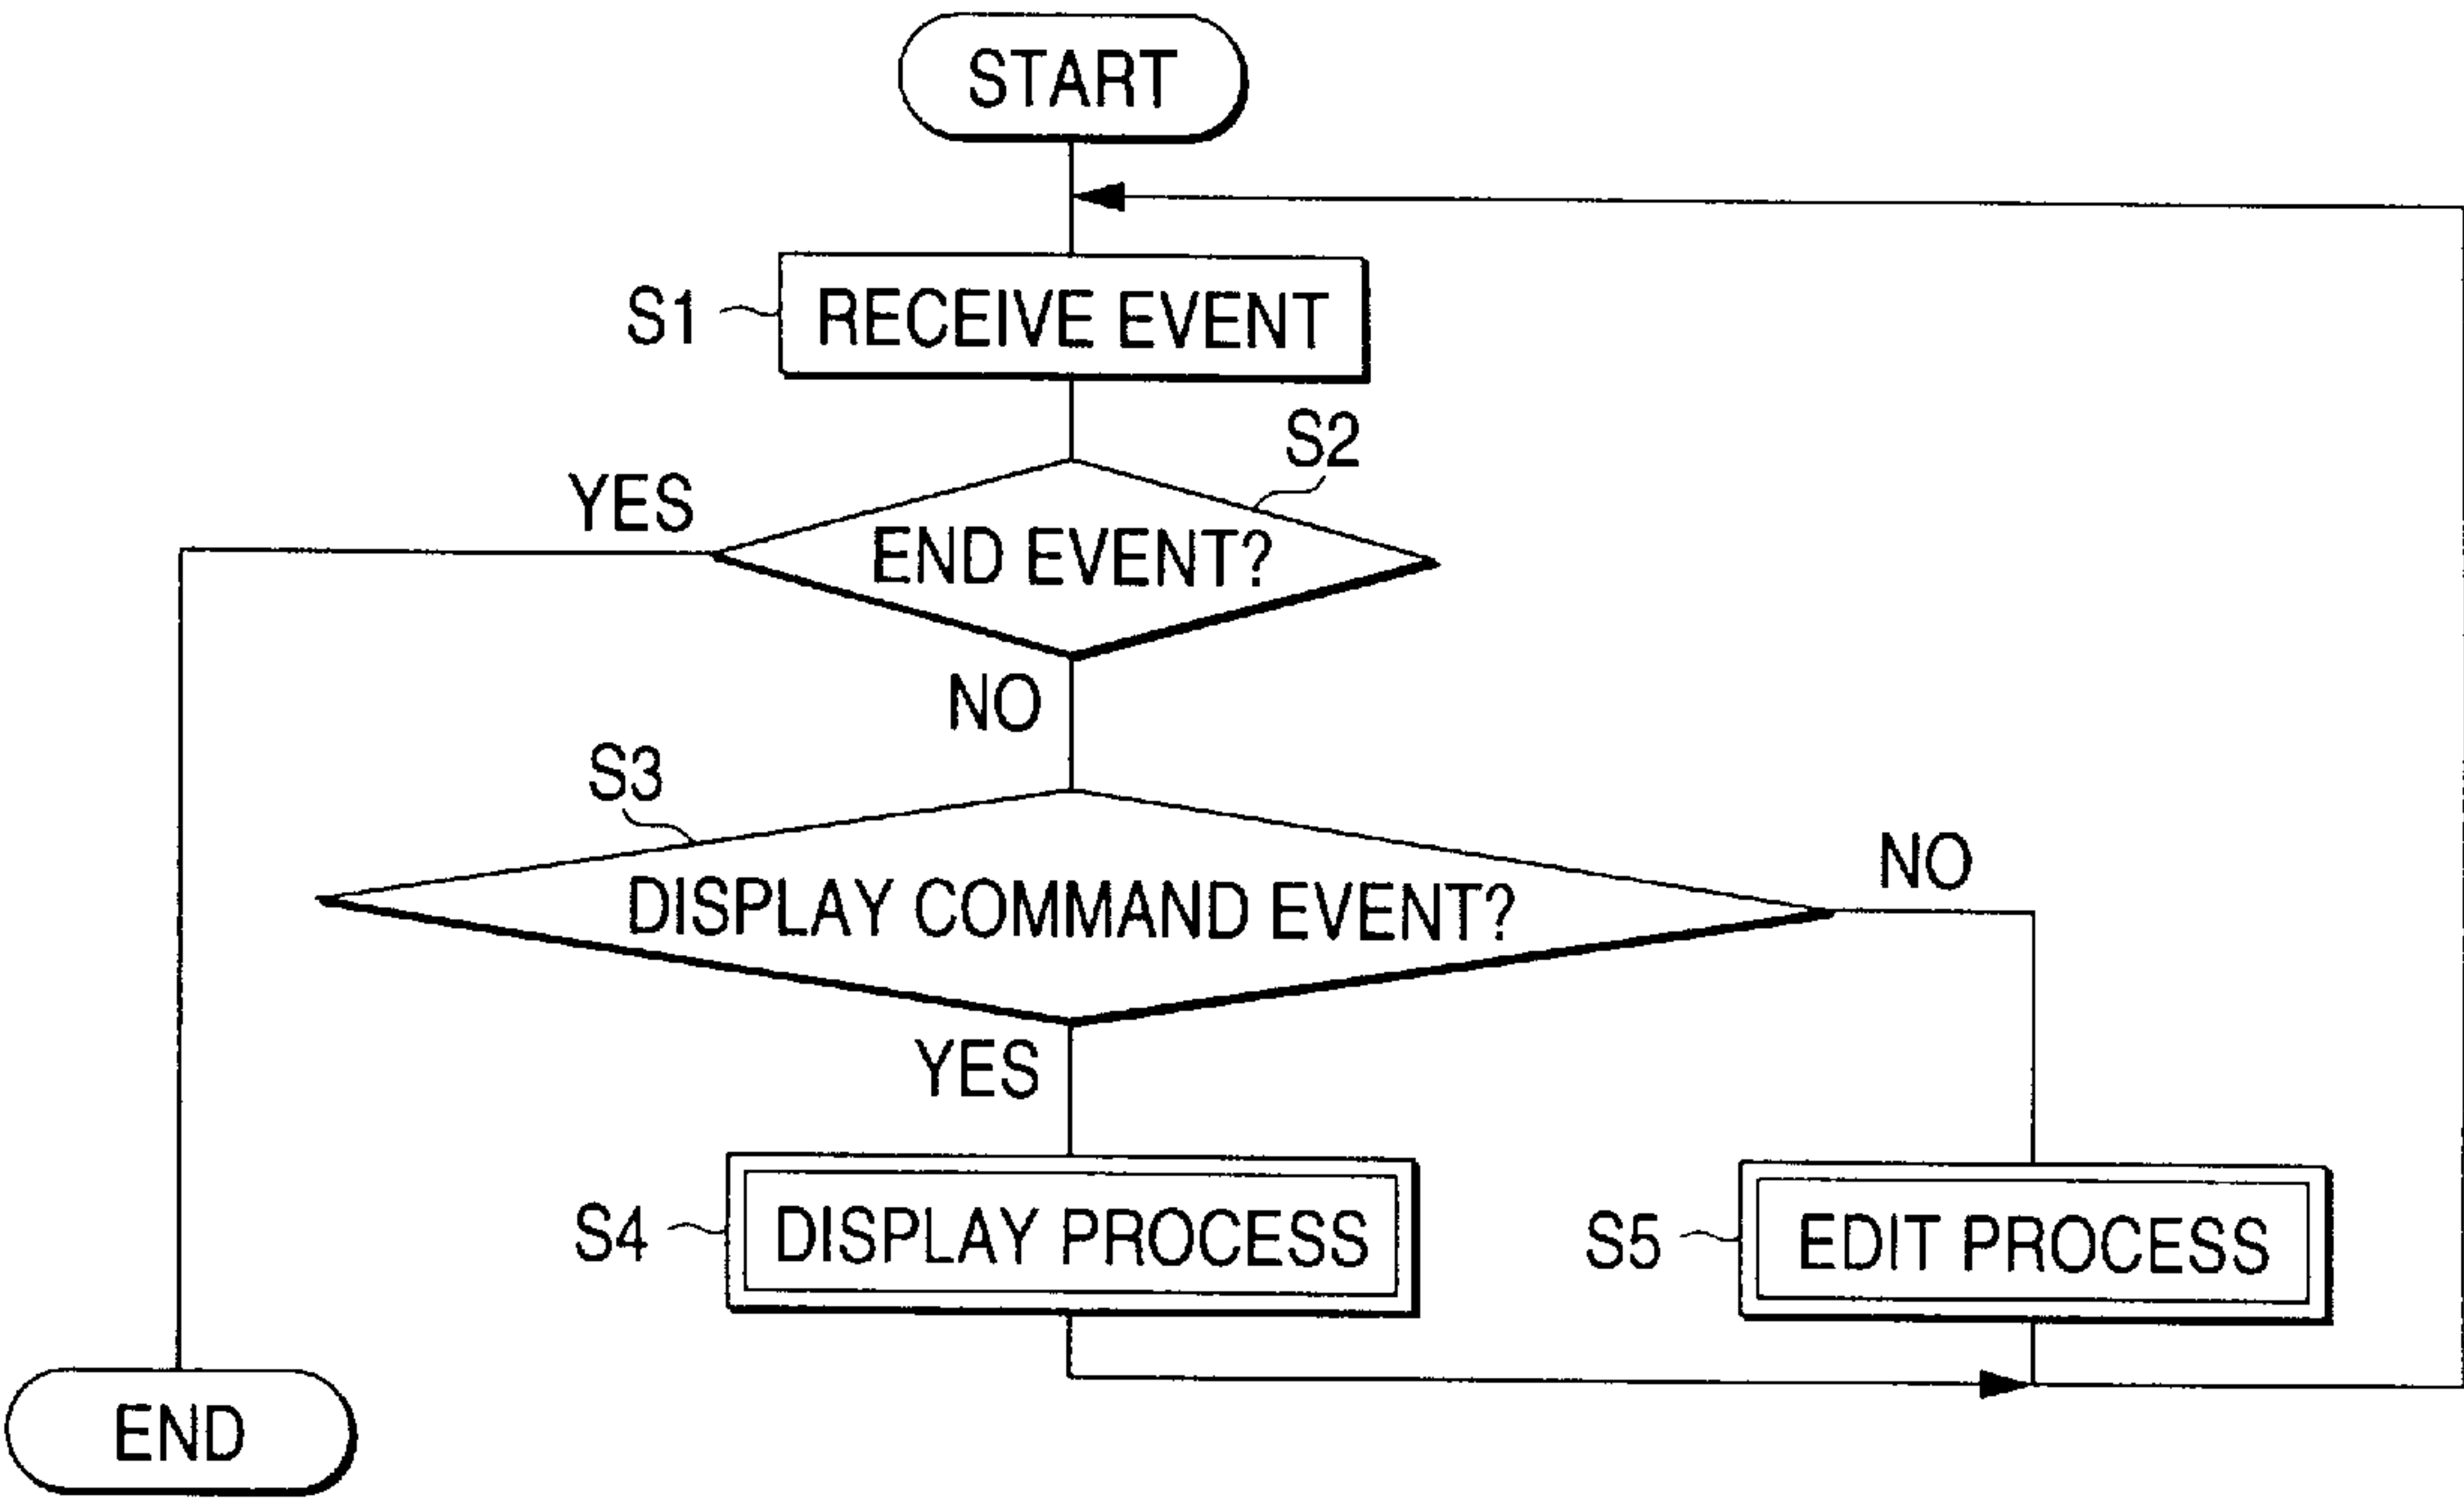 START
S1
RECEIVE EVENT
S2
YES
END EVENT?
NO
S3
NO
DISPLAY COMMAND EVENT?
YES
S4
DISPLAY PROCESS
S5
EDIT PROCESS
END